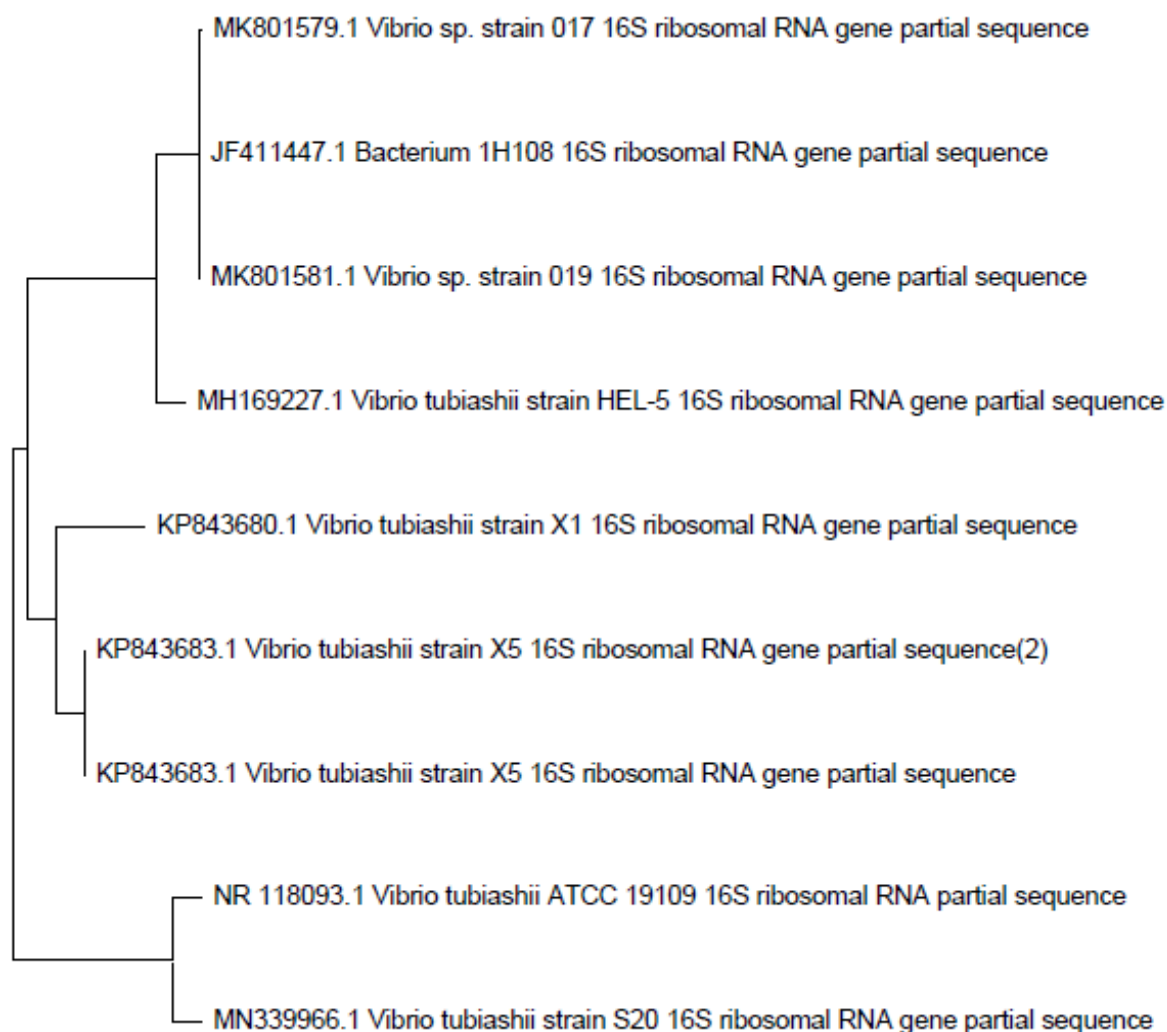 MK801579.1 Vibrio sp. strain 017 16S ribosomal RNA gene partial sequence
JF411447.1 Bacterium 1H108 16S ribosomal RNA gene partial sequence
MK801581.1 Vibrio sp. strain 019 16S ribosomal RNA gene partial sequence
MH169227.1 Vibrio tubiashii strain HEL-5 16S ribosomal RNA gene partial sequence
KP843680.1 Vibrio tubiashii strain X1 16S ribosomal RNA gene partial sequence
KP843683.1 Vibrio tubiashii strain X5 16S ribosomal RNA gene partial sequence(2)
KP843683.1 Vibrio tubiashii strain X5 16S ribosomal RNA gene partial sequence
NR 118093.1 Vibrio tubiashii ATCC 19109 16S ribosomal RNA partial sequence
MN339966.1 Vibrio tubiashii strain S20 16S ribosomal RNA gene partial sequence